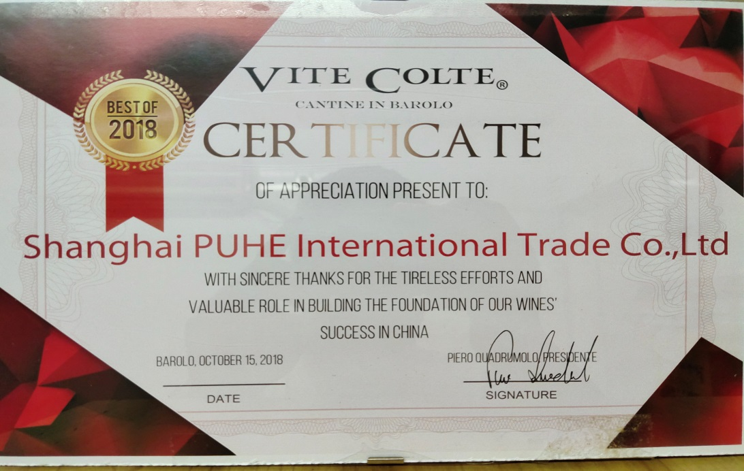 VITE COLTE®
CANTINE IN BAROLO
BEST OF
2018
CERTIFICATE
OF APPRECIATION PRESENT TO:
Shanghai PUHE International Trade Co.,Ltd
WITH SINCERE THANKS FOR THE TIRELESS EFFORTS AND
VALUABLE ROLE IN BUILDING THE FOUNDATION OF OUR WINES'
SUCCESS IN CHINA
BAROLO, OCTOBER 15, 2018
PIERO QUADRUMOLO, PRESIDENTE
DATE
SIGNATURE